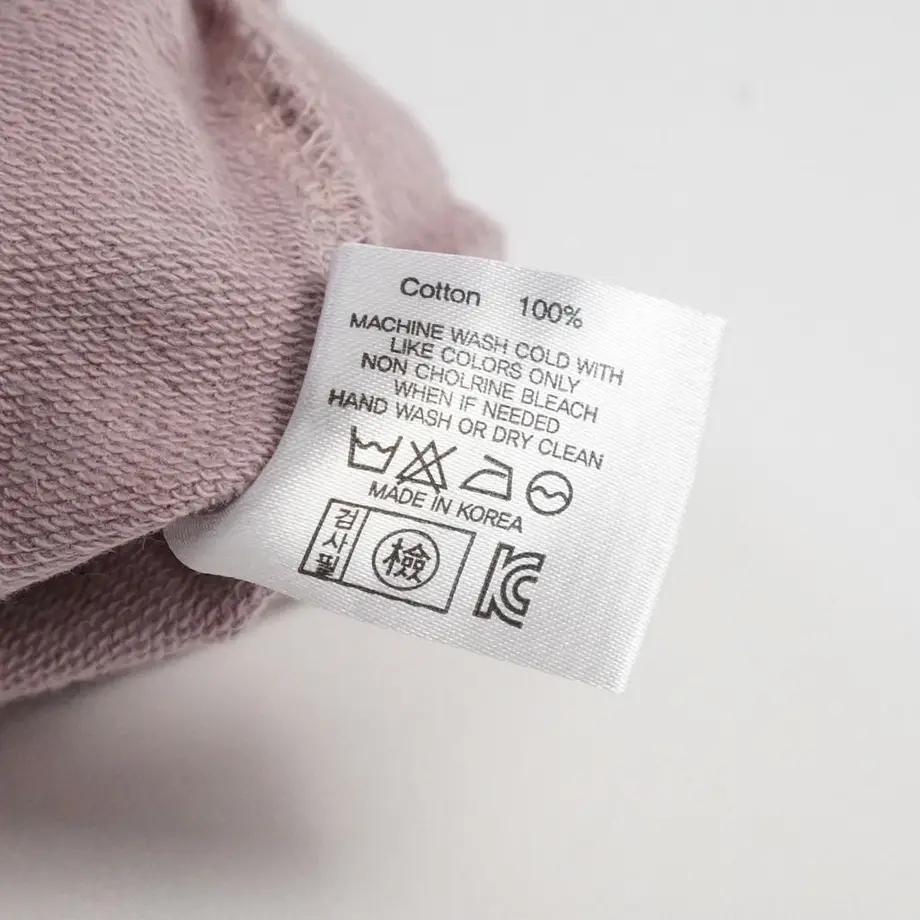 Cotton 100%
MACHINE WASH COLD WITH
LIKE COLORS ONLY
NON CHOLRINE BLEACH
WHEN IF NEEDED
HAND WASH OR DRY CLEAN
MADE IN KOREA
검사필
檢
KC